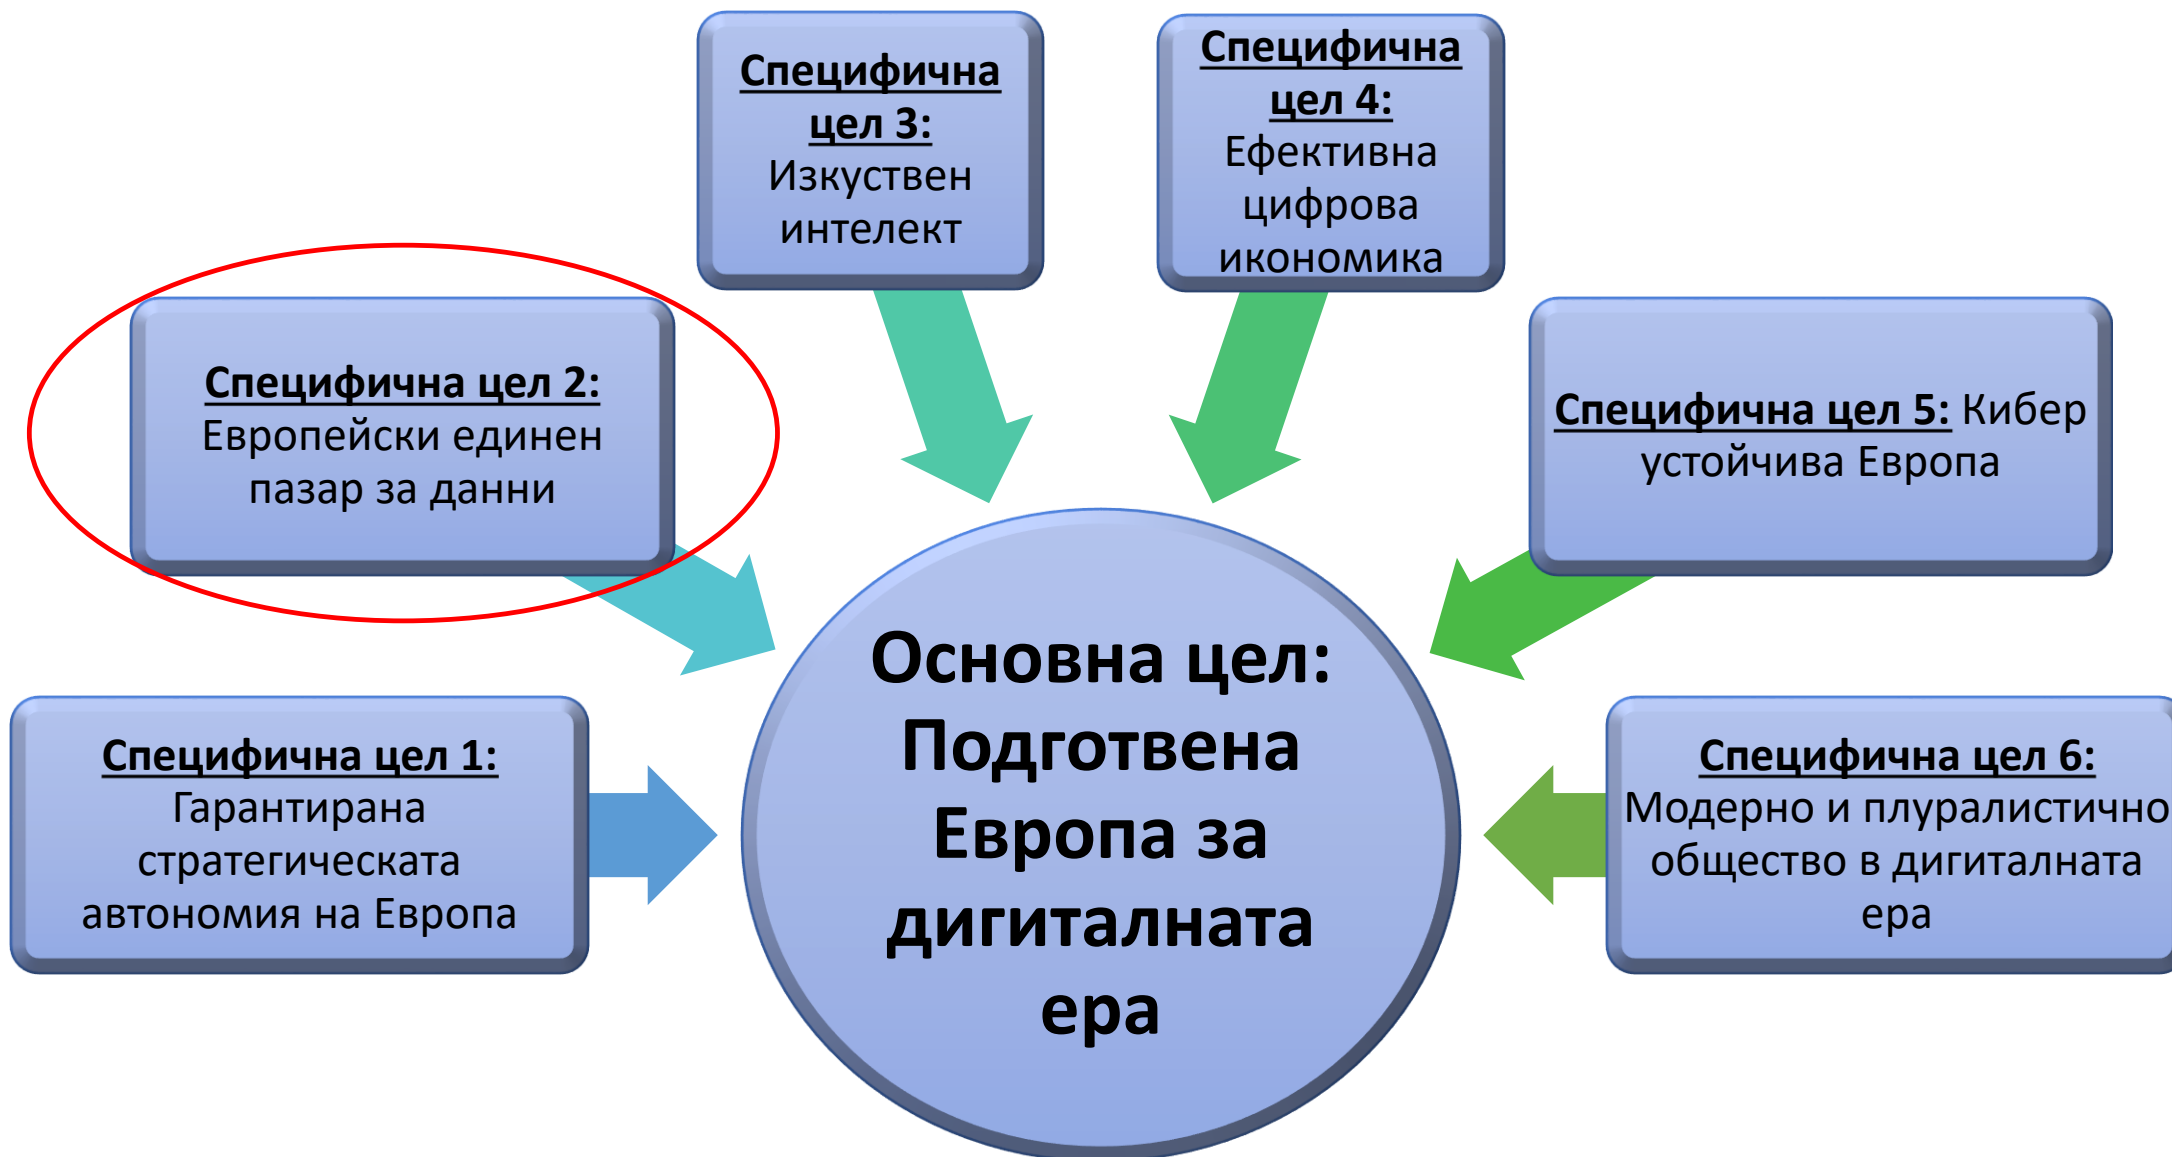 Специфична
цел 3:
Изкуствен
интелект
Специфична
цел 4:
Ефективна
цифрова
икономика
Специфична цел 2:
Европейски единен
пазар за данни
Специфична цел 5: Кибер
устойчива Европа
Специфична цел 1:
Гарантирана
стратегическата
автономия на Европа
Основна цел:
Подготвена
Европа за
дигиталната
ера
Специфична цел 6:
Модерно и плуралистично
общество в дигиталната
ера